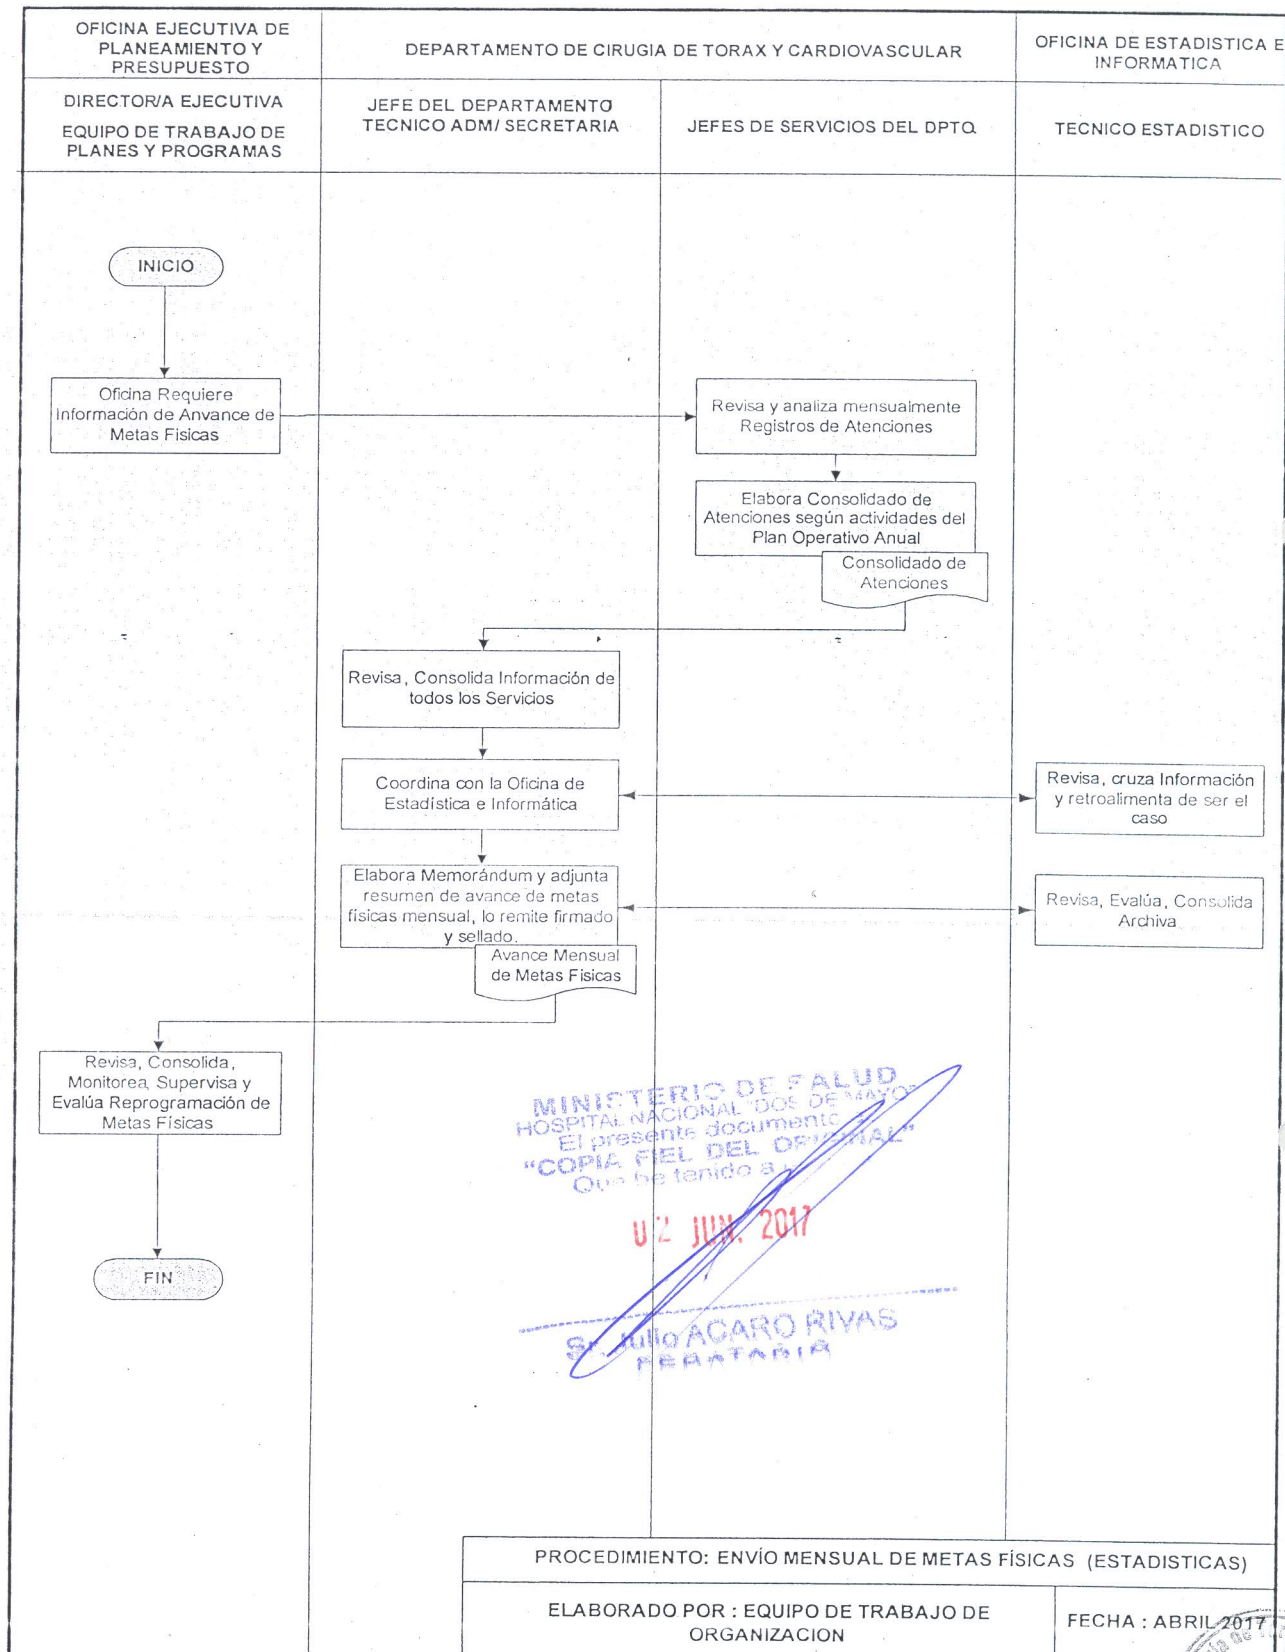 OFICINA EJECUTIVA DE
PLANEAMIENTO Y
PRESUPUESTO
DEPARTAMENTO DE CIRUGIA DE TORAX Y CARDIOVASCULAR
OFICINA DE ESTADISTICA E
INFORMATICA
DIRECTOR/A EJECUTIVA
EQUIPO DE TRABAJO DE
PLANES Y PROGRAMAS
JEFE DEL DEPARTAMENTO
TECNICO ADM/ SECRETARIA
JEFES DE SERVICIOS DEL DPTO.
TECNICO ESTADISTICO
INICIO
Oficina Requiere
Información de Anvance de
Metas Fisicas
Revisa y analiza mensualmente
Registros de Atenciones
Elabora Consolidado de
Atenciones según actividades del
Plan Operativo Anual
Consolidado de
Atenciones
Revisa, Consolida Información de
todos los Servicios
Coordina con la Oficina de
Estadística e Informática
Revisa, cruza Información
y retroalimenta de ser el
caso
Elabora Memorándum y adjunta
resumen de avance de metas
físicas mensual, lo remite firmado
y sellado.
Revisa, Evalúa, Consolida
Archiva
Avance Mensual
de Metas Fisicas
Revisa, Consolida,
Monitorea, Supervisa y
Evalúa Reprogramación de
Metas Físicas
FIN
MINISTERIO DE SALUD
HOSPITAL NACIONAL "DOS DE MAYO"
El presente documento
"COPIA FIEL DEL ORIGINAL"
Que he tenido a
02 JUN. 2017
Sr. Julio ACARO RIVAS
PROCEDIMIENTO: ENVÍO MENSUAL DE METAS FÍSICAS (ESTADISTICAS)
ELABORADO POR : EQUIPO DE TRABAJO DE
ORGANIZACION
FECHA : ABRIL 2017